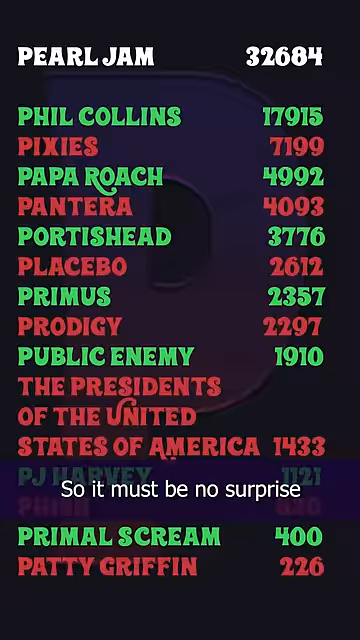 PEARL JAM 32684
PHIL COLLINS 17915
PIXIES 7199
PAPA ROACH 4992
PANTERA 4093
PORTISHEAD 3776
PLACEBO 2612
PRIMUS 2357
PRODIGY 2297
PUBLIC ENEMY 1910
THE PRESIDENTS
OF THE UNITED
STATES OF AMERICA 1433
PJ HARVEY 1121
So it must be no surprise
PRIMAL SCREAM 400
PATTY GRIFFIN 226